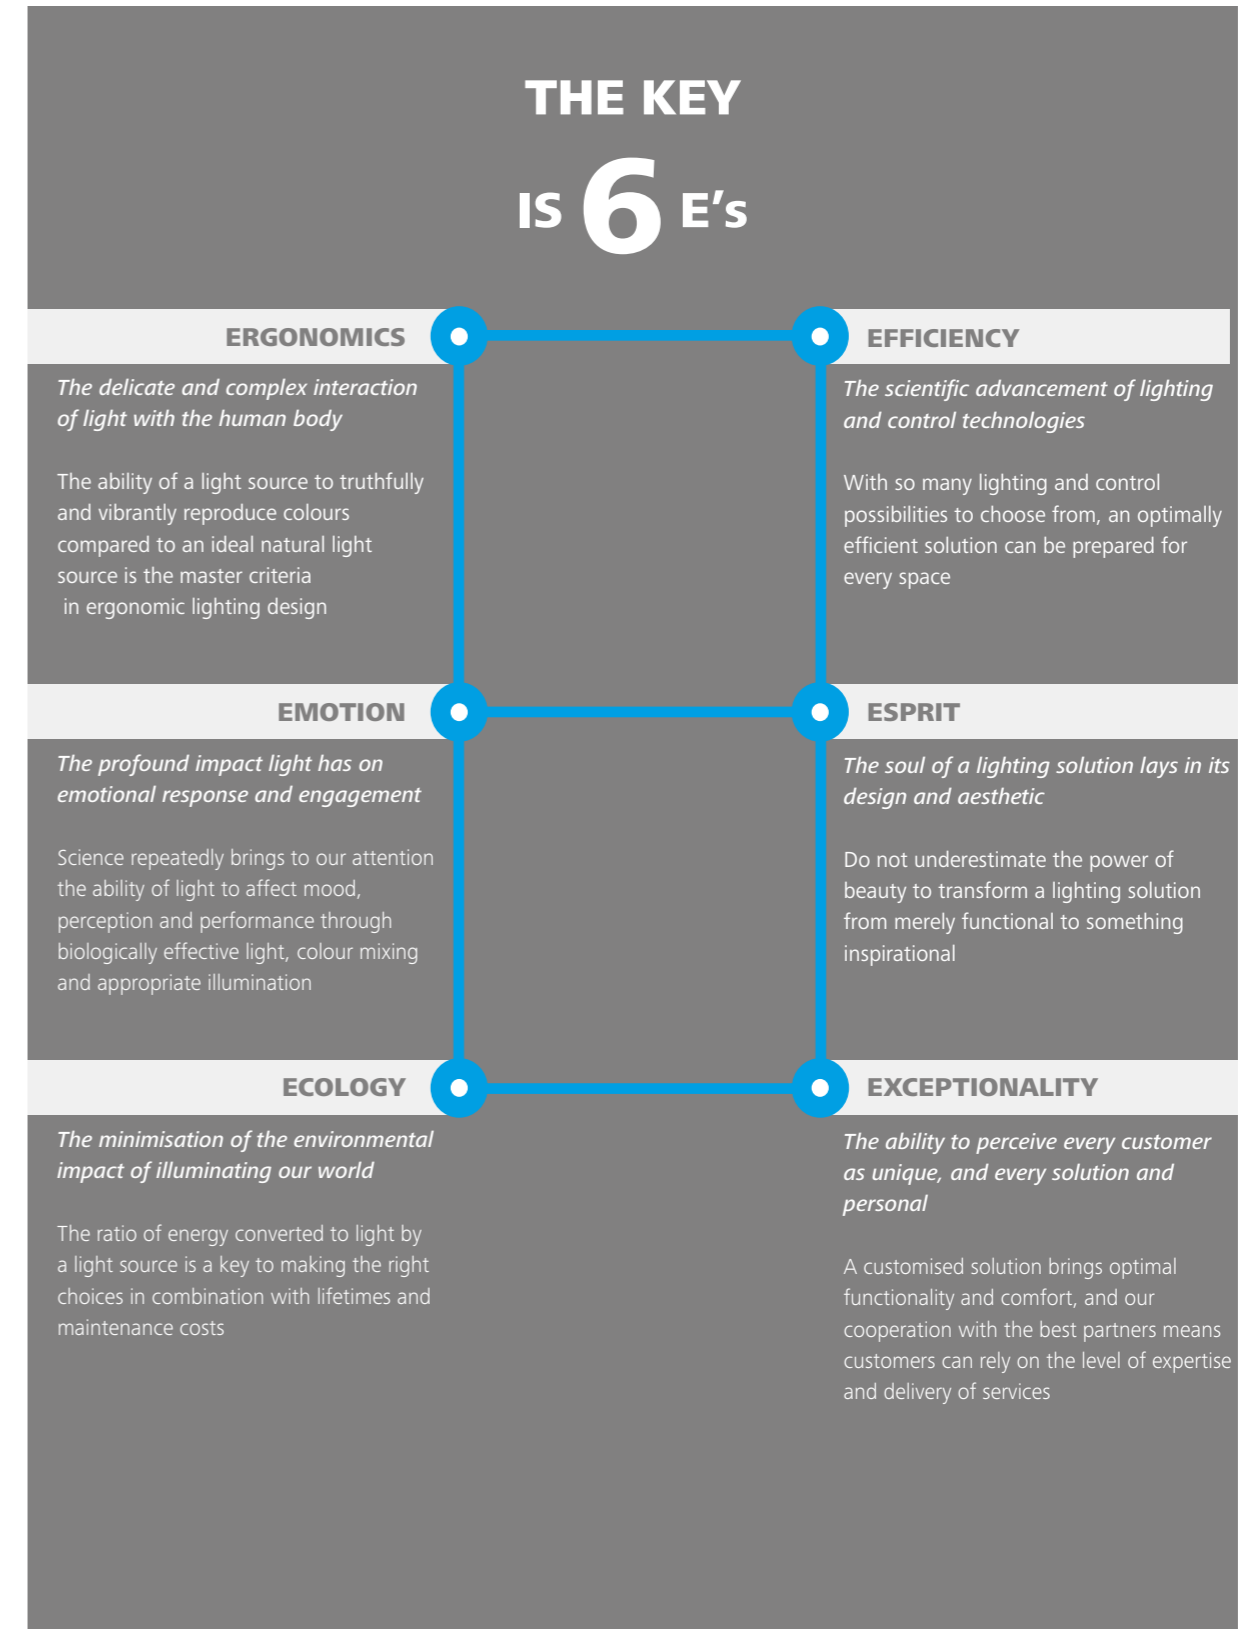 THE KEY
IS 6 E's
ERGONOMICS
The delicate and complex interaction
of light with the human body
The ability of a light source to truthfully
and vibrantly reproduce colours
compared to an ideal natural light
source is the master criteria
in ergonomic lighting design
EFFICIENCY
The scientific advancement of lighting
and control technologies
With so many lighting and control
possibilities to choose from, an optimally
efficient solution can be prepared for
every space
EMOTION
The profound impact light has on
emotional response and engagement
Science repeatedly brings to our attention
the ability of light to affect mood,
perception and performance through
biologically effective light, colour mixing
and appropriate illumination
ESPRIT
The soul of a lighting solution lays in its
design and aesthetic
Do not underestimate the power of
beauty to transform a lighting solution
from merely functional to something
inspirational
ECOLOGY
The minimisation of the environmental
impact of illuminating our world
The ratio of energy converted to light by
a light source is a key to making the right
choices in combination with lifetimes and
maintenance costs
EXCEPTIONALITY
The ability to perceive every customer
as unique, and every solution and
personal
A customised solution brings optimal
functionality and comfort, and our
cooperation with the best partners means
customers can rely on the level of expertise
and delivery of services